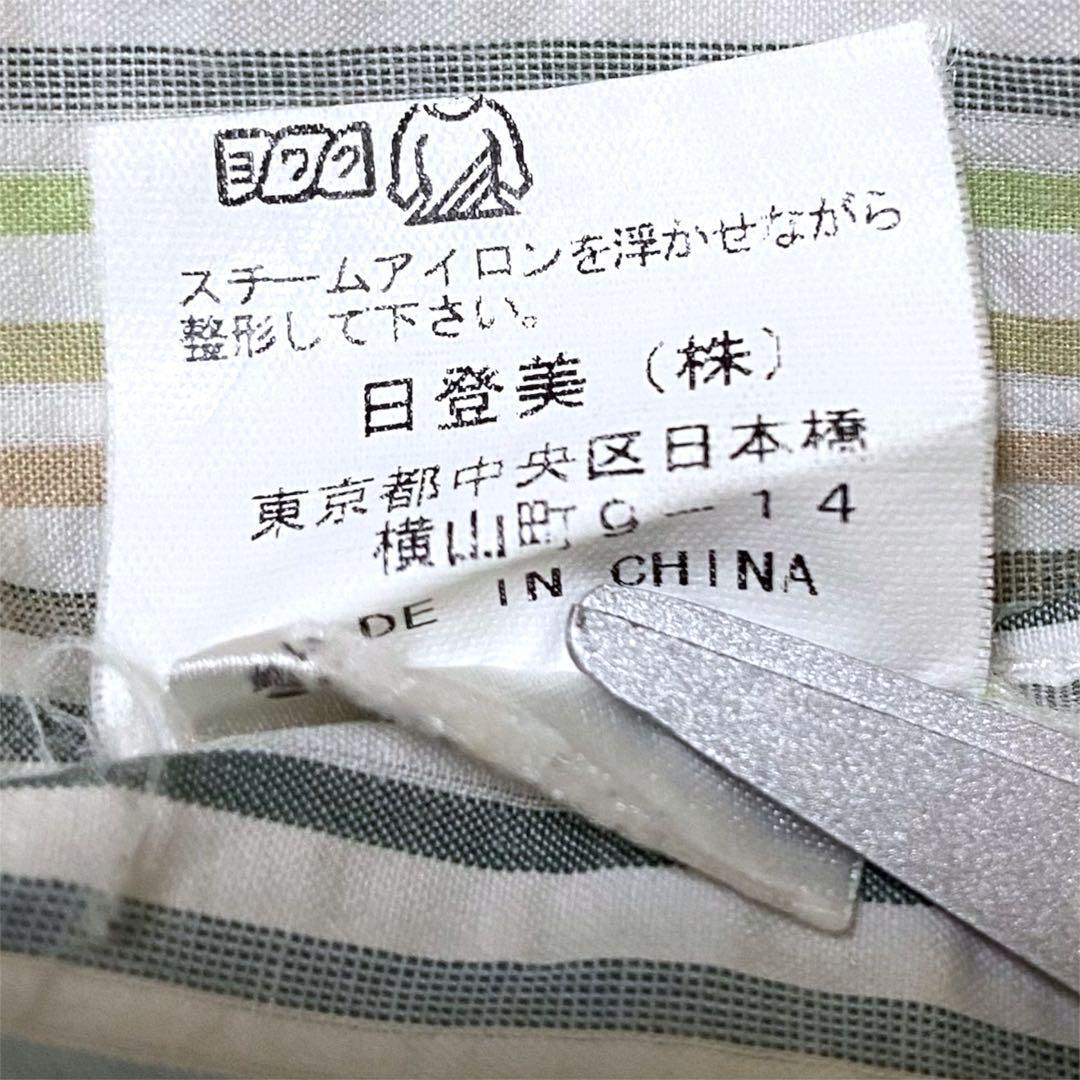 ヨワク
スチームアイロンを浮かせながら
整形して下さい。
日登美（株）
東京都中央区日本橋
横山町9-14
DE IN CHINA